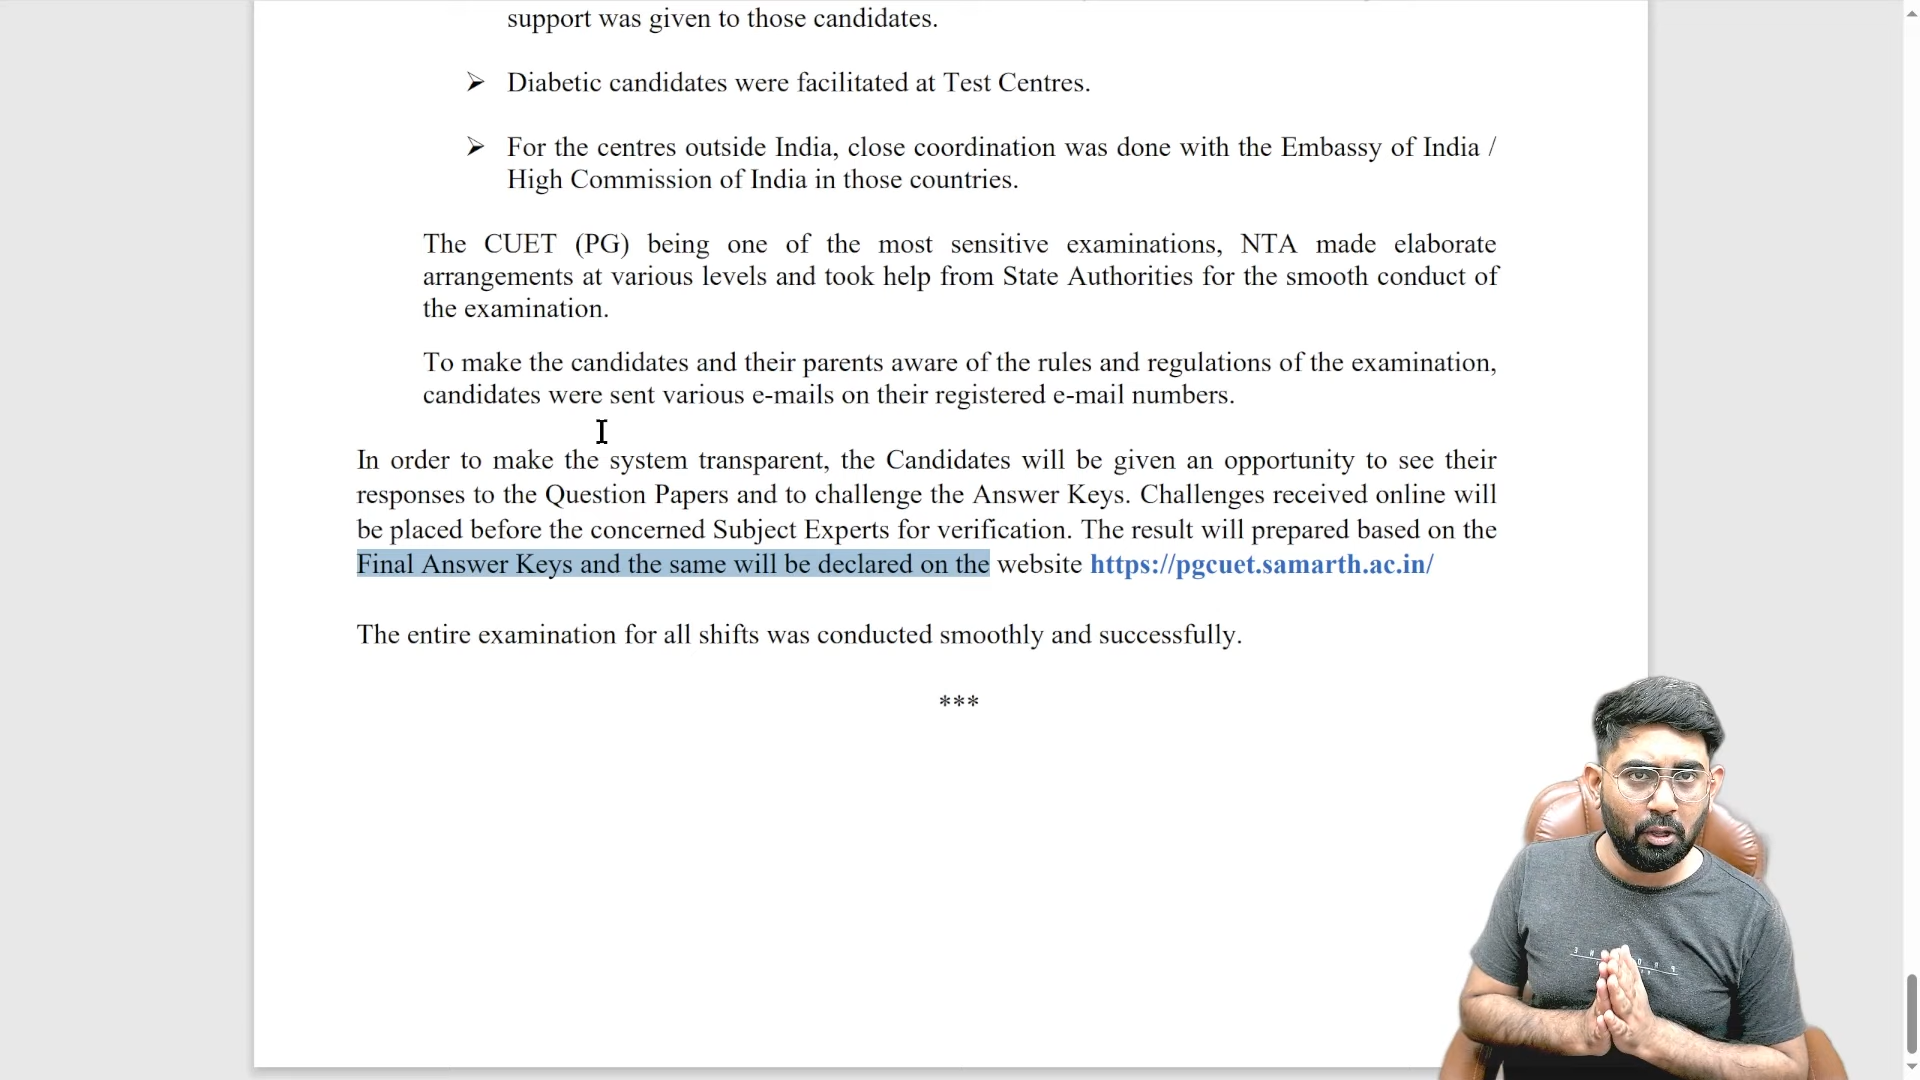 support was given to those candidates.
➢ Diabetic candidates were facilitated at Test Centres.
➢ For the centres outside India, close coordination was done with the Embassy of India /
High Commission of India in those countries.
The CUET (PG) being one of the most sensitive examinations, NTA made elaborate
arrangements at various levels and took help from State Authorities for the smooth conduct of
the examination.
To make the candidates and their parents aware of the rules and regulations of the examination,
candidates were sent various e-mails on their registered e-mail numbers.
In order to make the system transparent, the Candidates will be given an opportunity to see their
responses to the Question Papers and to challenge the Answer Keys. Challenges received online will
be placed before the concerned Subject Experts for verification. The result will prepared based on the
Final Answer Keys and the same will be declared on the website https://pgcuet.samarth.ac.in/
The entire examination for all shifts was conducted smoothly and successfully.
***